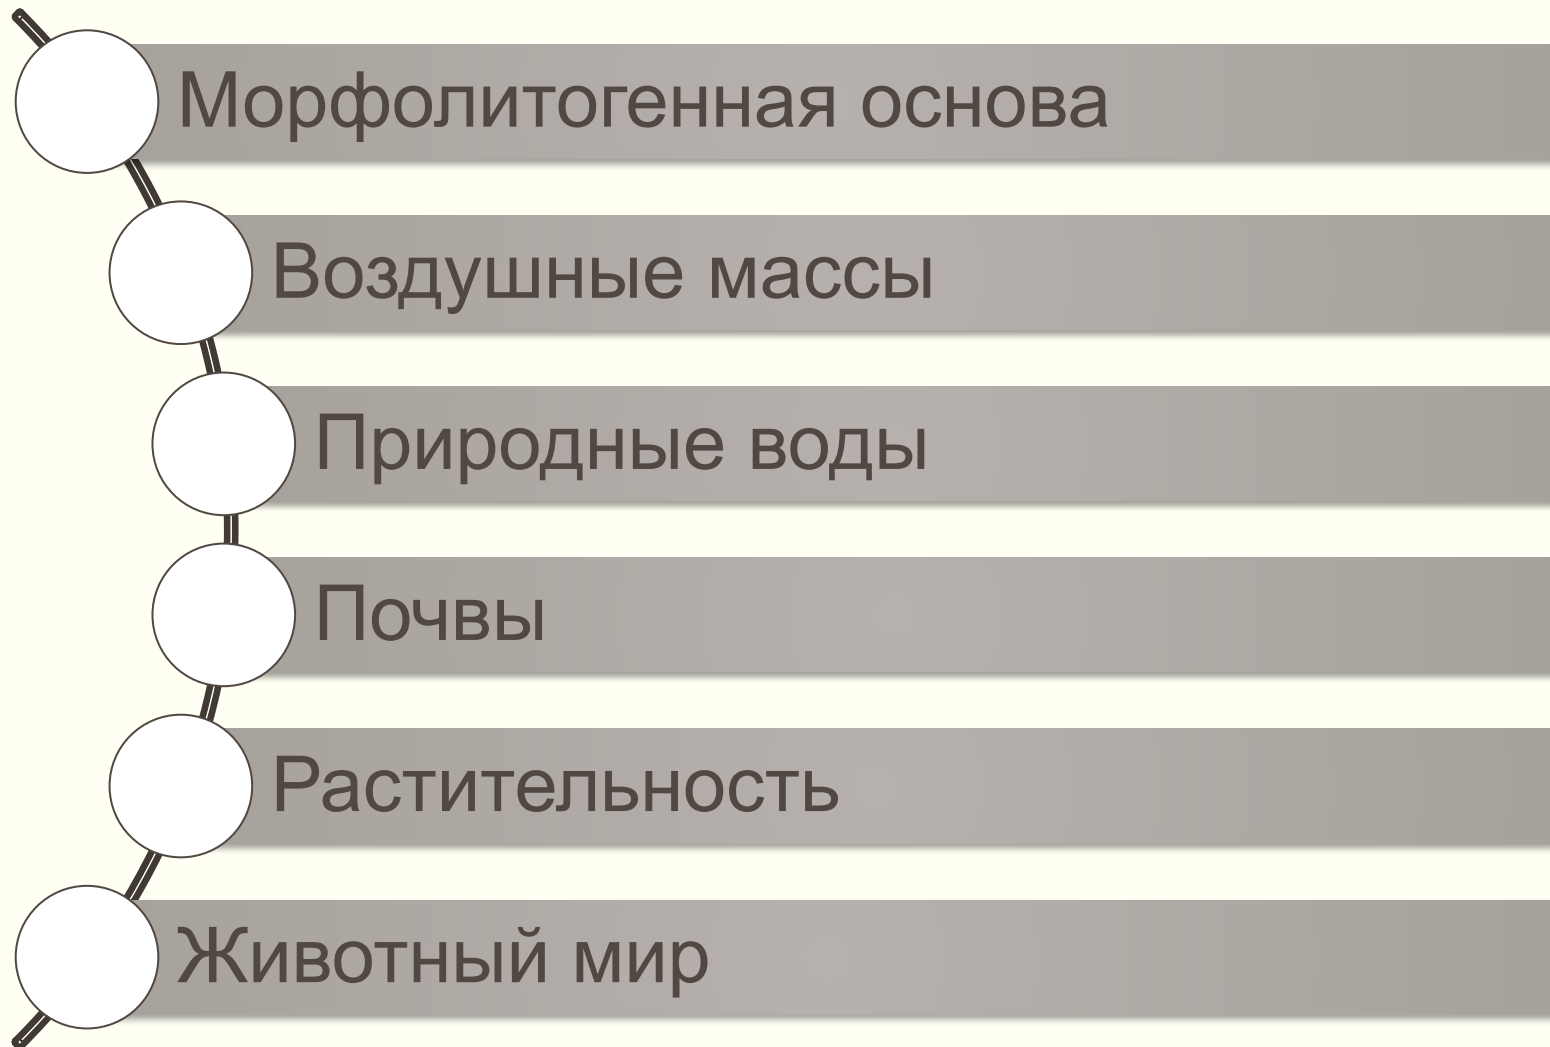 Морфолитогенная основа
Воздушные массы
Природные воды
Почвы
Растительность
Животный мир